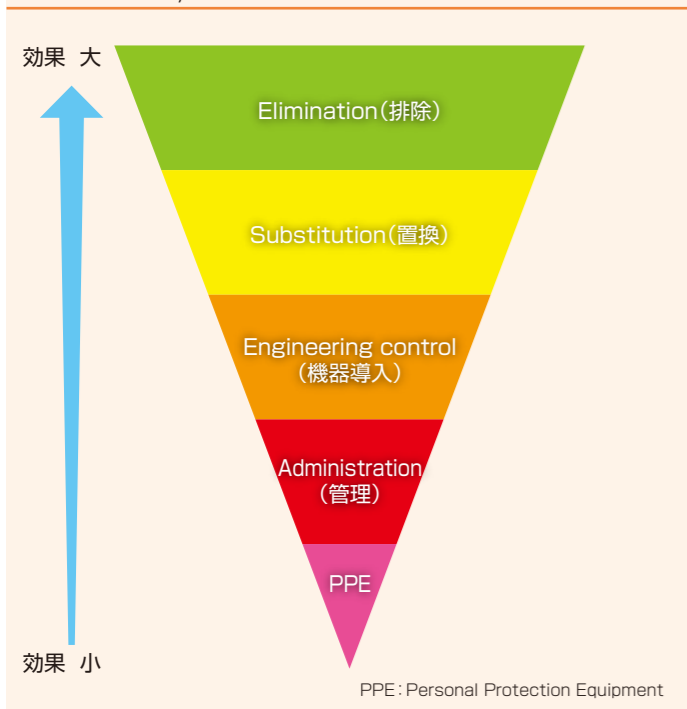 効果 大
Elimination（排除）
Substitution（置換）
Engineering control
（機器導入）
Administration
（管理）
PPE
効果 小
PPE：Personal Protection Equipment